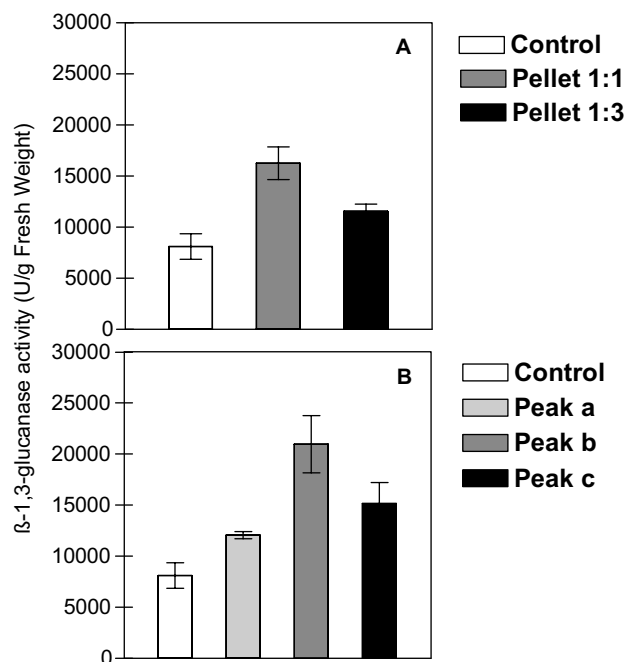 ß-1,3-glucanase activity (U/g Fresh Weight)
30000
25000
20000
15000
10000
5000
0
A
Control
Pellet 1:1
Pellet 1:3
30000
25000
20000
15000
10000
5000
0
B
Control
Peak a
Peak b
Peak c